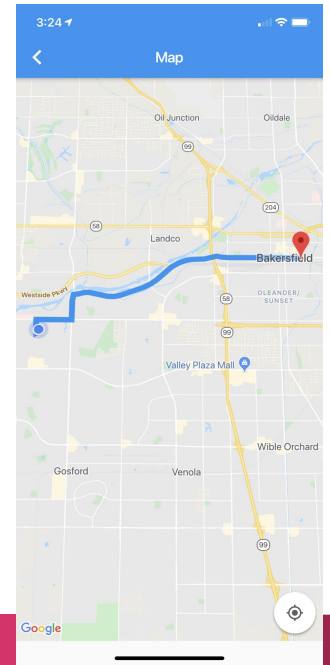 3:24
Map
Oil Junction
Oildale
99
204
58
Landco
Bakersfield
OLEANDER/
SUNSET
Westside Pkwy
58
99
Valley Plaza Mall
Wible Orchard
Gosford
Venola
99
Google